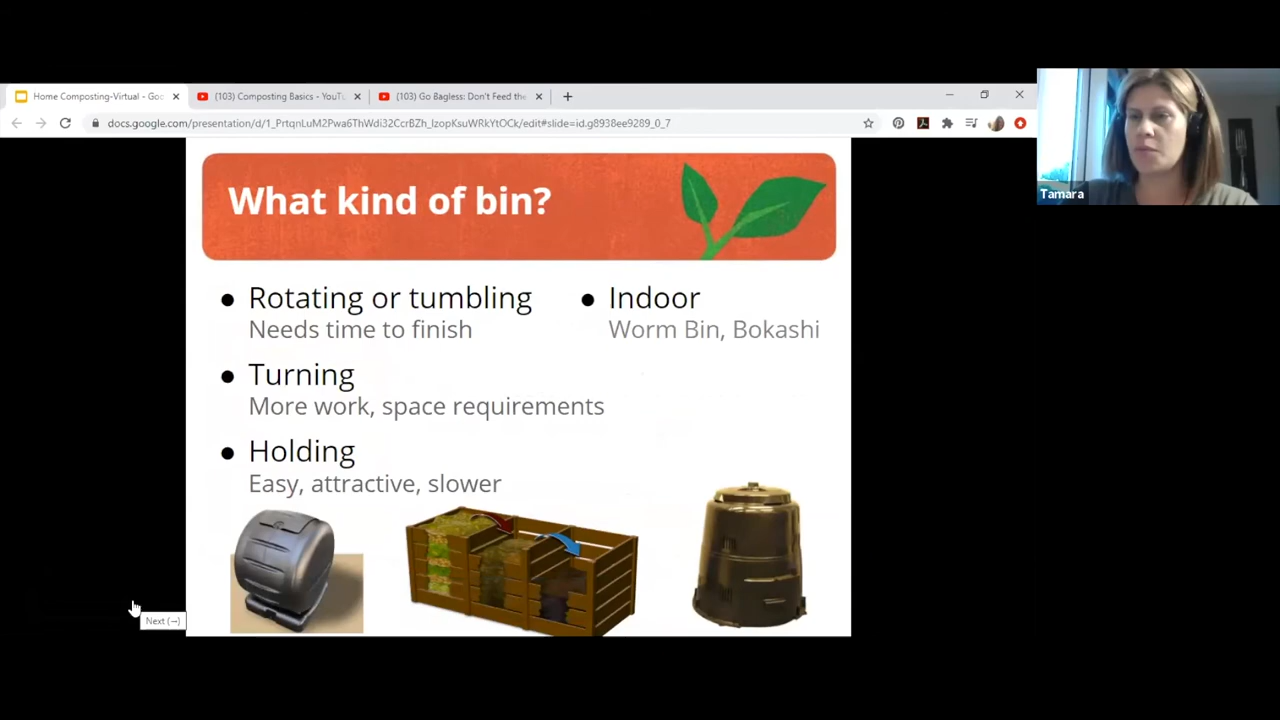 Home Composting-Virtual - Goo
(103) Composting Basics - YouTu
(103) Go Bagless: Don't Feed the
docs.google.com/presentation/d/1_PrtqnLuM2Pwa6ThWdi32CcrBZh_IzopKsuWRkYtOCk/edit#slide=id.g8938ee9289_0_7
Tamara
What kind of bin?
● Rotating or tumbling
Needs time to finish
● Turning
More work, space requirements
● Holding
Easy, attractive, slower
● Indoor
Worm Bin, Bokashi
Next (→)